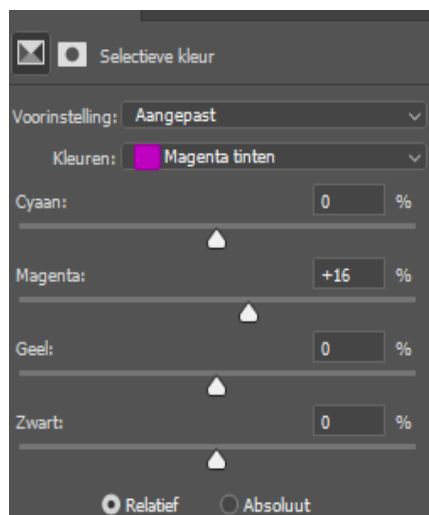 Selectieve kleur
Voorinstelling: Aangepast
Kleuren: Magenta tinten
Cyaan: 0 %
Magenta: +16 %
Geel: 0 %
Zwart: 0 %
Relatief Absoluut